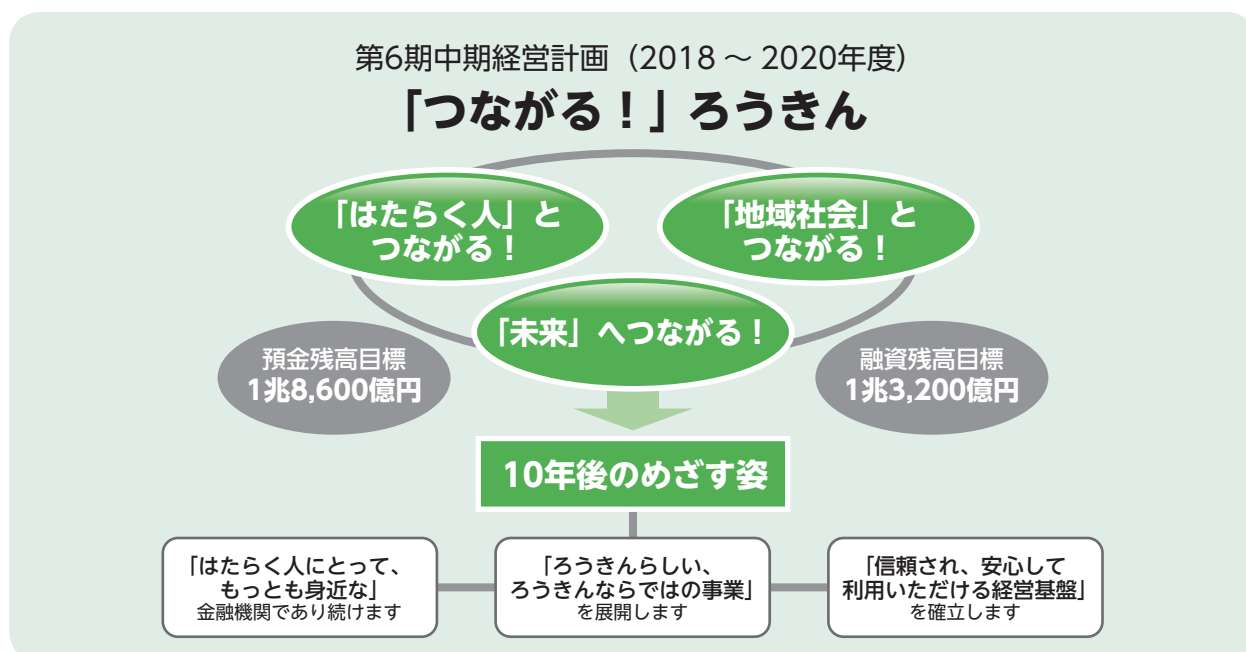 第6期中期経営計画（2018 ～ 2020年度）
「つながる！」ろうきん
「はたらく人」と
つながる！
「地域社会」と
つながる！
「未来」へつながる！
預金残高目標
1兆8,600億円
融資残高目標
1兆3,200億円
10年後のめざす姿
「はたらく人にとって、
もっとも身近な」
金融機関であり続けます
「ろうきんらしい、
ろうきんならではの事業」
を展開します
「信頼され、安心して
利用いただける経営基盤」
を確立します